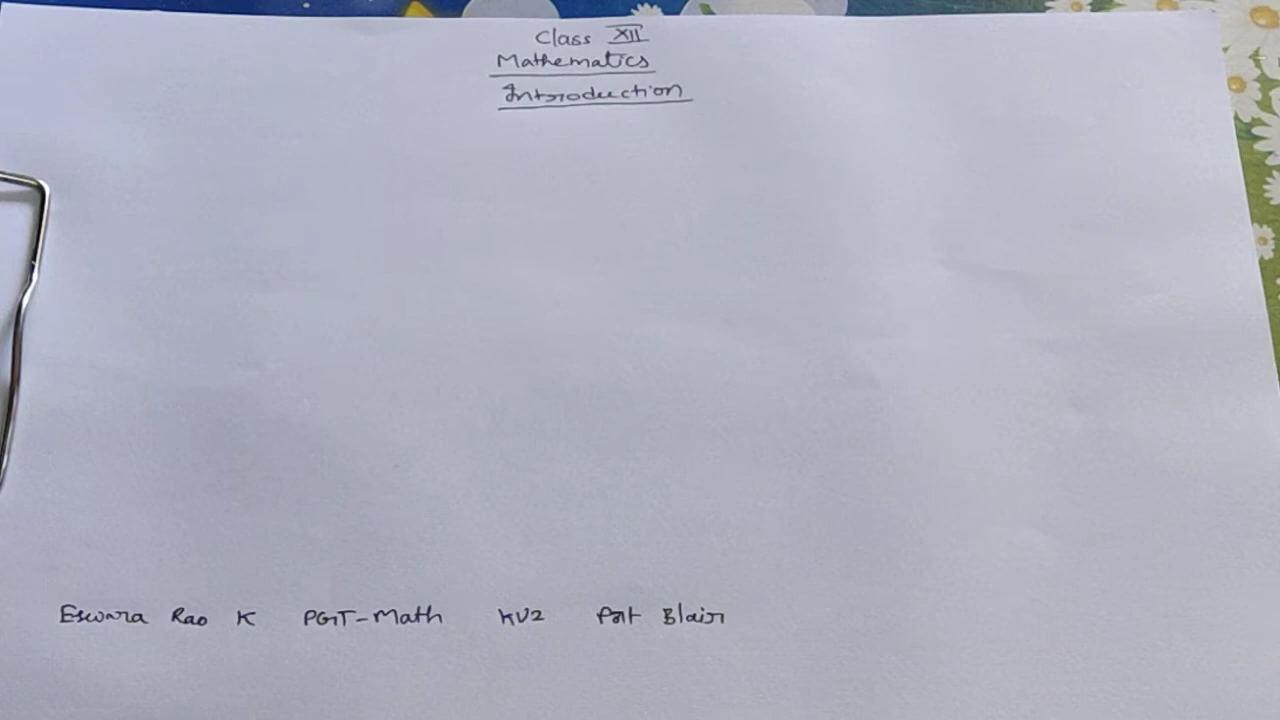 Class XII
Mathematics
Introduction
Eswara Rao K PGT-Math KV2 Port Blair